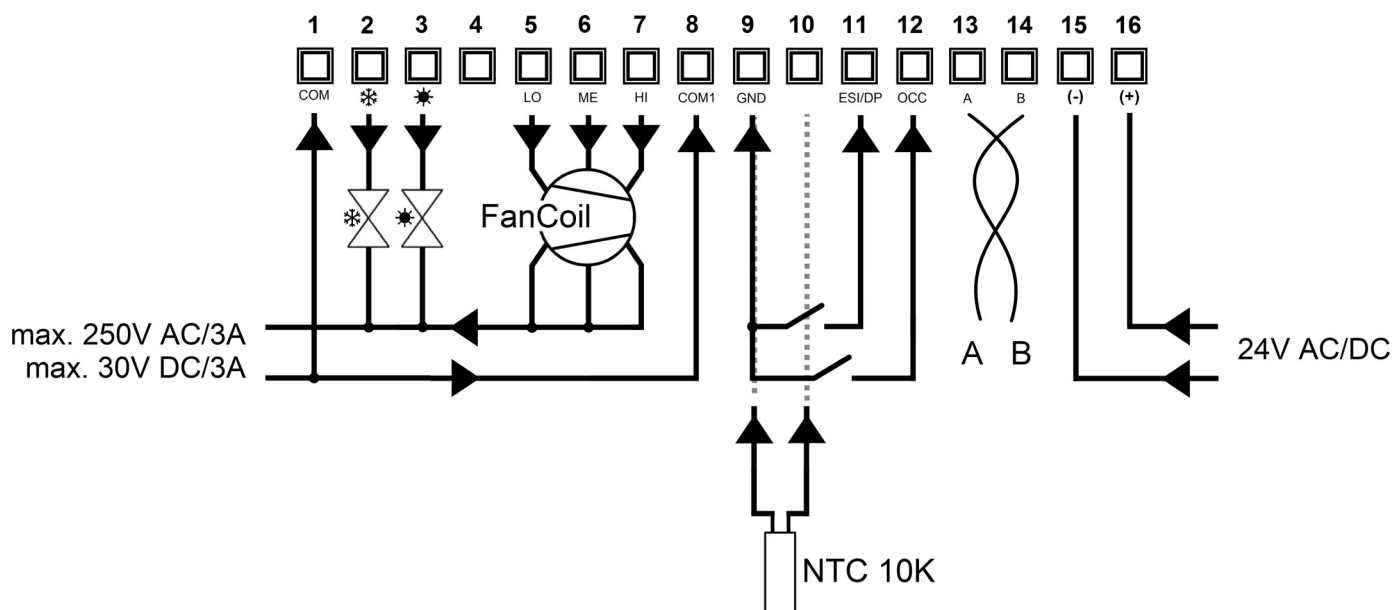 1 2 3 4 5 6 7 8 9 10 11 12 13 14 15 16
COM LO ME HI COM1 GND ESI/DP OCC A B (-) (+)
FanCoil
max. 250V AC/3A
max. 30V DC/3A
A B
24V AC/DC
NTC 10K